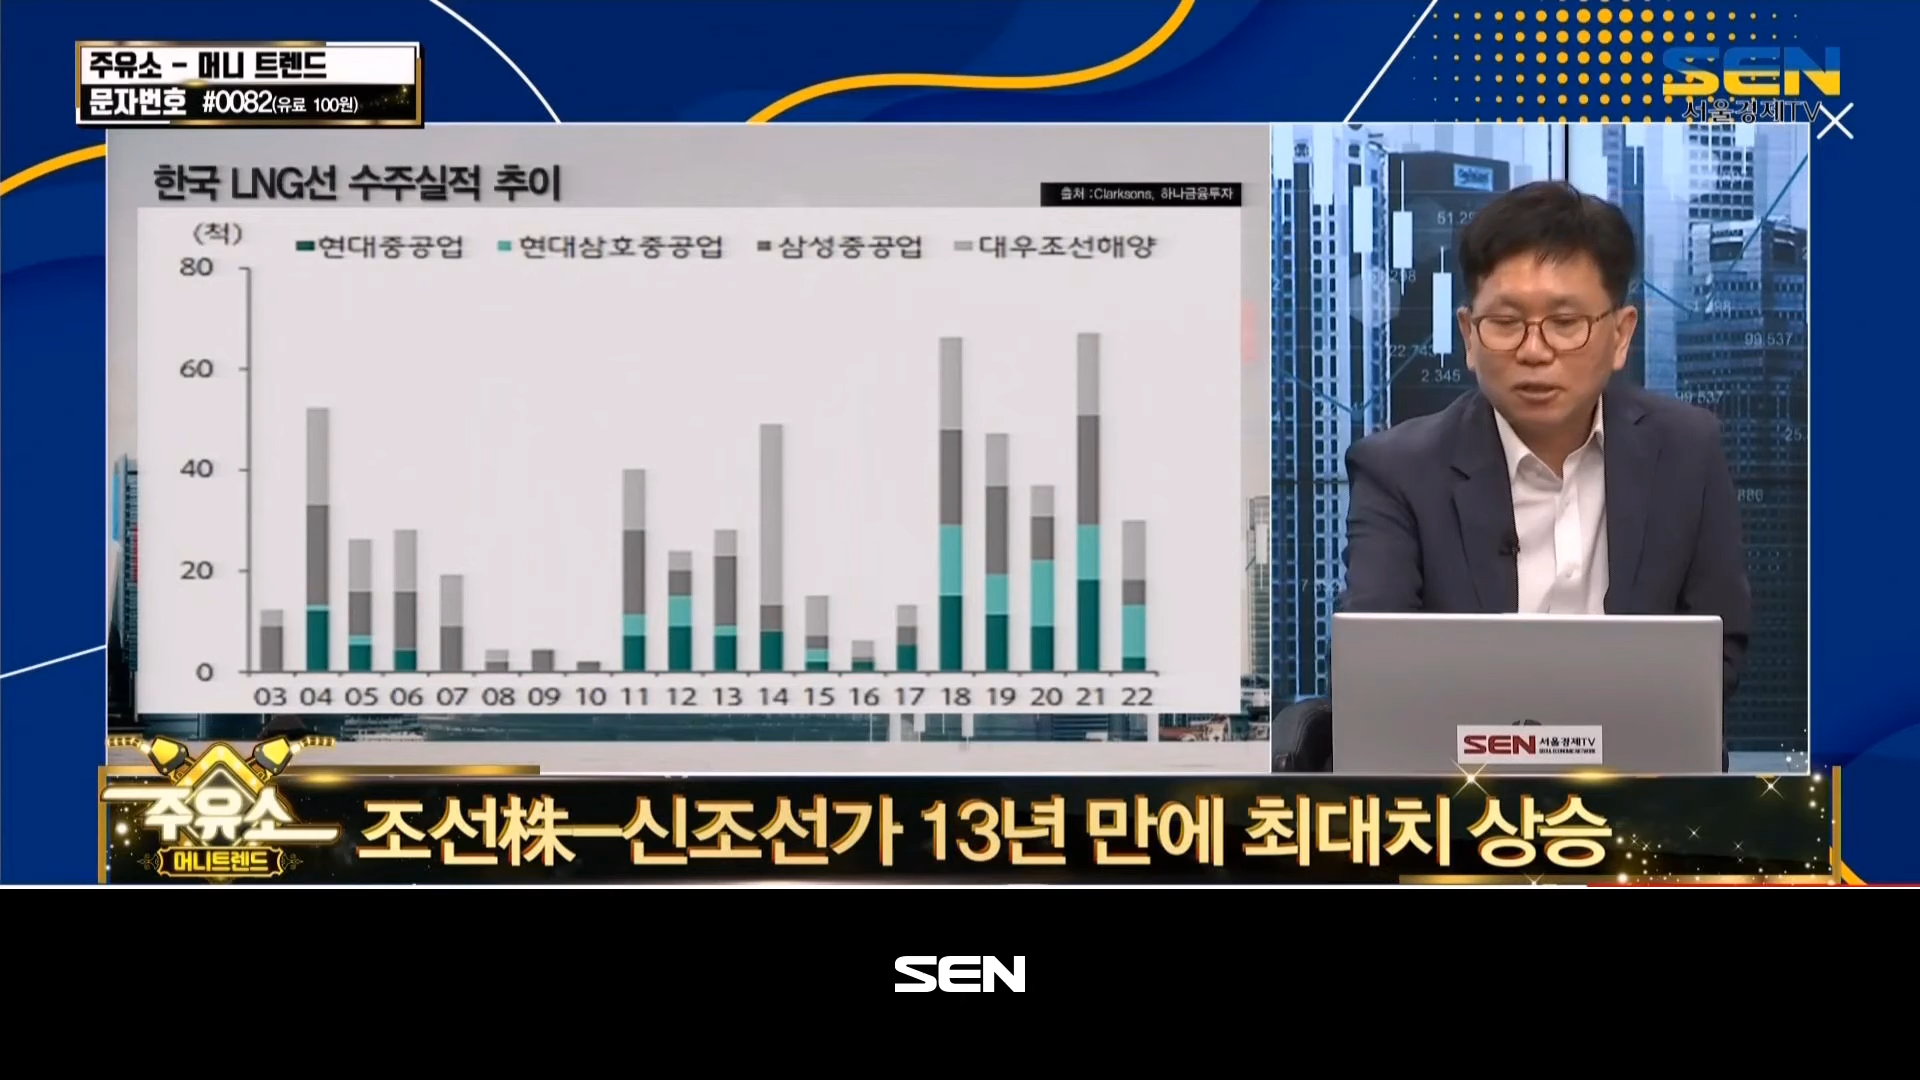 주유소 - 머니 트렌드
문자번호 #0082(유료 100원)
SEN
서울경제TV
한국 LNG선 수주실적 추이
출처 :Clarksons, 하나금융투자
(척)
현대중공업 현대삼호중공업 삼성중공업 대우조선해양
80
60
40
20
0
03 04 05 06 07 08 09 10 11 12 13 14 15 16 17 18 19 20 21 22
22.743
2.345
99.537
SEN 서울경제TV
주유소
머니트렌드
조선株—신조선가 13년 만에 최대치 상승
SEN